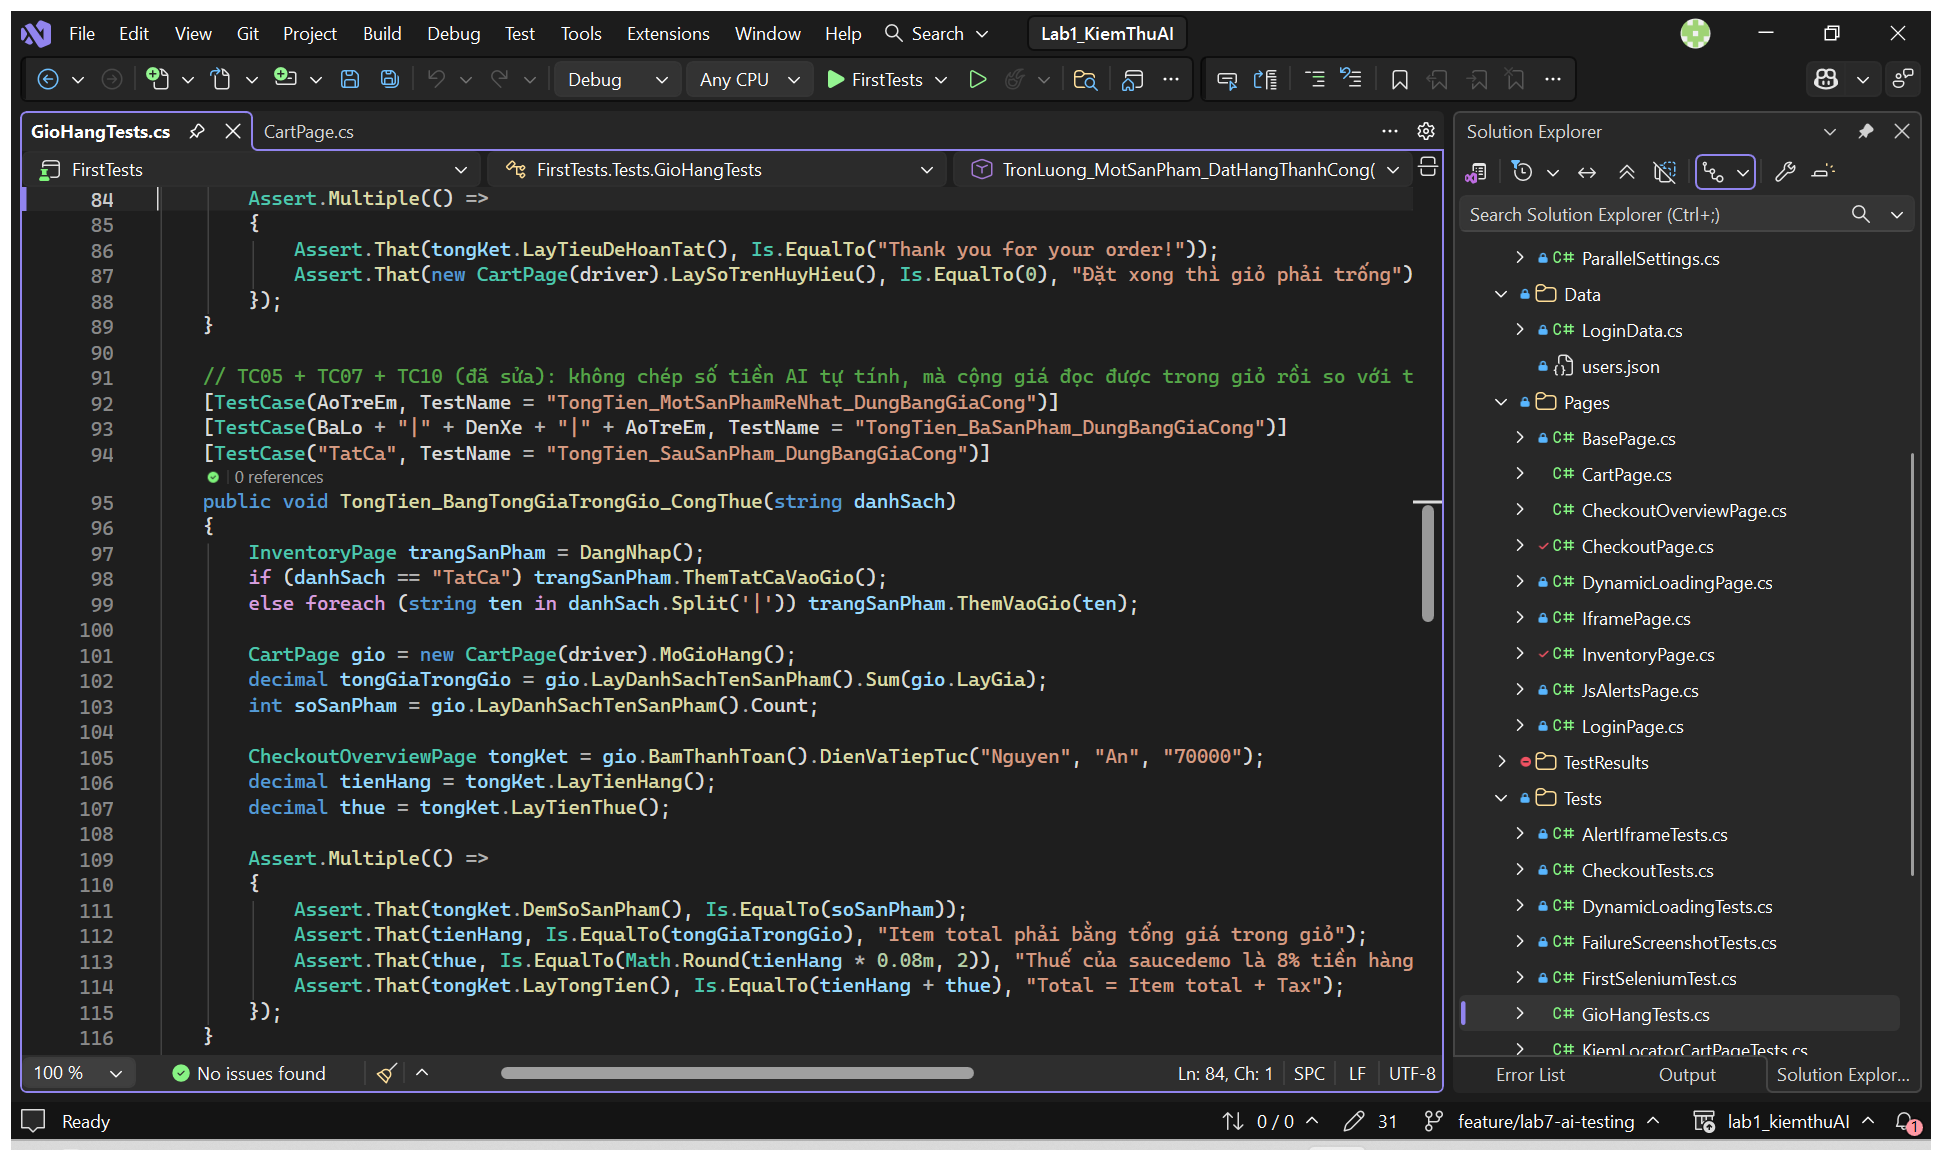 File Edit View Git Project Build Debug Test Tools Extensions Window Help Search Lab1_KiemThuAI
Debug Any CPU FirstTests
GioHangTests.cs CartPage.cs
FirstTests FirstTests.Tests.GioHangTests TronLuong_MotSanPham_DatHangThanhCong(
84 Assert.Multiple(() =>
85 {
86 Assert.That(tongKet.LayTieuDeHoanTat(), Is.EqualTo("Thank you for your order!"));
87 Assert.That(new CartPage(driver).LaySoTrenHuyHieu(), Is.EqualTo(0), "Đặt xong thì giỏ phải trống")
88 });
89 }
90
91 // TC05 + TC07 + TC10 (đã sửa): không chép số tiền AI tự tính, mà cộng giá đọc được trong giỏ rồi so với t
92 [TestCase(AoTreEm, TestName = "TongTien_MotSanPhamReNhat_DungBangGiaCong")]
93 [TestCase(BaLo + "|" + DenXe + "|" + AoTreEm, TestName = "TongTien_BaSanPham_DungBangGiaCong")]
94 [TestCase("TatCa", TestName = "TongTien_SauSanPham_DungBangGiaCong")]
0 references
95 public void TongTien_BangTongGiaTrongGio_CongThue(string danhSach)
96 {
97 InventoryPage trangSanPham = DangNhap();
98 if (danhSach == "TatCa") trangSanPham.ThemTatCaVaoGio();
99 else foreach (string ten in danhSach.Split('|')) trangSanPham.ThemVaoGio(ten);
100
101 CartPage gio = new CartPage(driver).MoGioHang();
102 decimal tongGiaTrongGio = gio.LayDanhSachTenSanPham().Sum(gio.LayGia);
103 int soSanPham = gio.LayDanhSachTenSanPham().Count;
104
105 CheckoutOverviewPage tongKet = gio.BamThanhToan().DienVaTiepTuc("Nguyen", "An", "70000");
106 decimal tienHang = tongKet.LayTienHang();
107 decimal thue = tongKet.LayTienThue();
108
109 Assert.Multiple(() =>
110 {
111 Assert.That(tongKet.DemSoSanPham(), Is.EqualTo(soSanPham));
112 Assert.That(tienHang, Is.EqualTo(tongGiaTrongGio), "Item total phải bằng tổng giá trong giỏ");
113 Assert.That(thue, Is.EqualTo(Math.Round(tienHang * 0.08m, 2)), "Thuế của saucedemo là 8% tiền hàng
114 Assert.That(tongKet.LayTongTien(), Is.EqualTo(tienHang + thue), "Total = Item total + Tax");
115 });
116 }
100 % No issues found Ln: 84, Ch: 1 SPC LF UTF-8
Solution Explorer
Search Solution Explorer (Ctrl+;)
C# ParallelSettings.cs
Data
C# LoginData.cs
users.json
Pages
C# BasePage.cs
C# CartPage.cs
C# CheckoutOverviewPage.cs
C# CheckoutPage.cs
C# DynamicLoadingPage.cs
C# IframePage.cs
C# InventoryPage.cs
C# JsAlertsPage.cs
C# LoginPage.cs
TestResults
Tests
C# AlertIframeTests.cs
C# CheckoutTests.cs
C# DynamicLoadingTests.cs
C# FailureScreenshotTests.cs
C# FirstSeleniumTest.cs
C# GioHangTests.cs
C# KiemLocatorCartPageTests.cs
Error List Output Solution Explor...
Ready 0 / 0 31 feature/lab7-ai-testing lab1_kiemthuAI 1